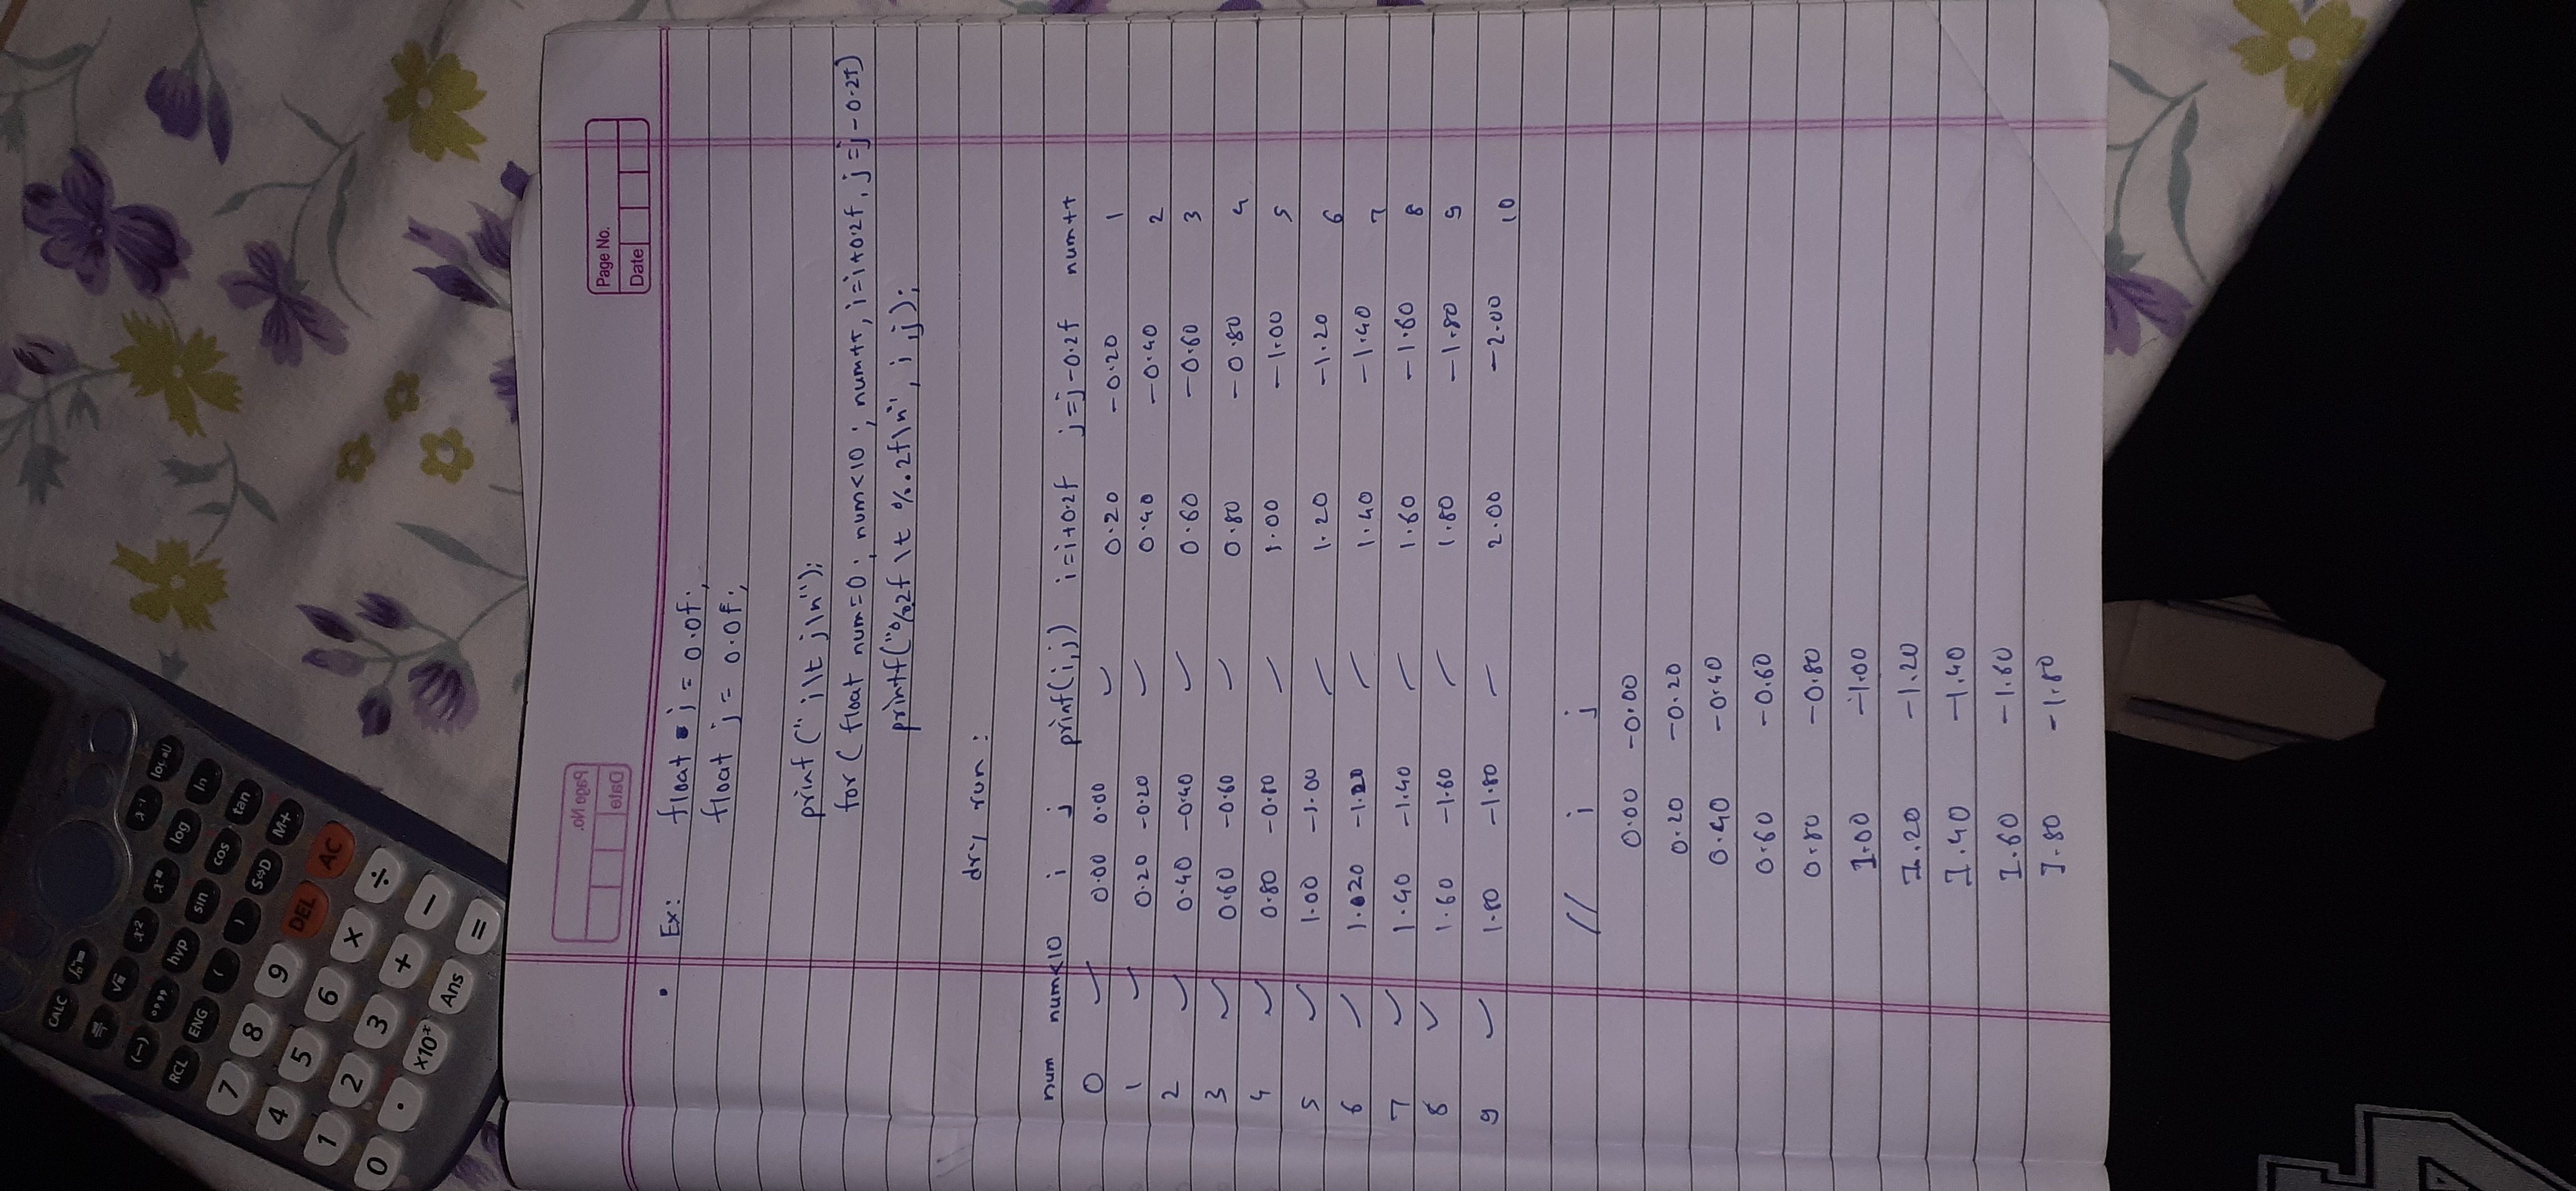 CALC
x² x⁻¹
(−) °''' hyp log ln
RCL ENG ( sin cos tan
) S⇔D M+
7 8 9 DEL AC
4 5 6 × ÷
1 2 3 + −
0 . ×10ˣ Ans =
Page No.
Date
Page No.
Date
• Ex: float i = 0.0f;
float j = 0.0f;
printf (" i\t j\n");
for ( float num=0 ; num<10 ; num++, i=i+0.2f, j=j-0.2f)
printf("%.2f \t %.2f\n", i, j);
dry run :
num num<10 i j printf(i,j) i=i+0.2f j=j-0.2f num++
0 ✓ 0.00 0.00 ✓ 0.20 -0.20 1
1 ✓ 0.20 -0.20 ✓ 0.40 -0.40 2
2 ✓ 0.40 -0.40 ✓ 0.60 -0.60 3
3 ✓ 0.60 -0.60 ✓ 0.80 -0.80 4
4 ✓ 0.80 -0.80 ✓ 1.00 -1.00 5
5 ✓ 1.00 -1.00 ✓ 1.20 -1.20 6
6 ✓ 1.020 -1.20 ✓ 1.40 -1.40 7
7 ✓ 1.40 -1.40 ✓ 1.60 -1.60 8
8 ✓ 1.60 -1.60 ✓ 1.80 -1.80 9
9 ✓ 1.80 -1.80 ✓ 2.00 -2.00 10
// i j
0.00 -0.00
0.20 -0.20
0.40 -0.40
0.60 -0.60
0.80 -0.80
1.00 -1.00
1.20 -1.20
1.40 -1.40
1.60 -1.60
1.80 -1.80